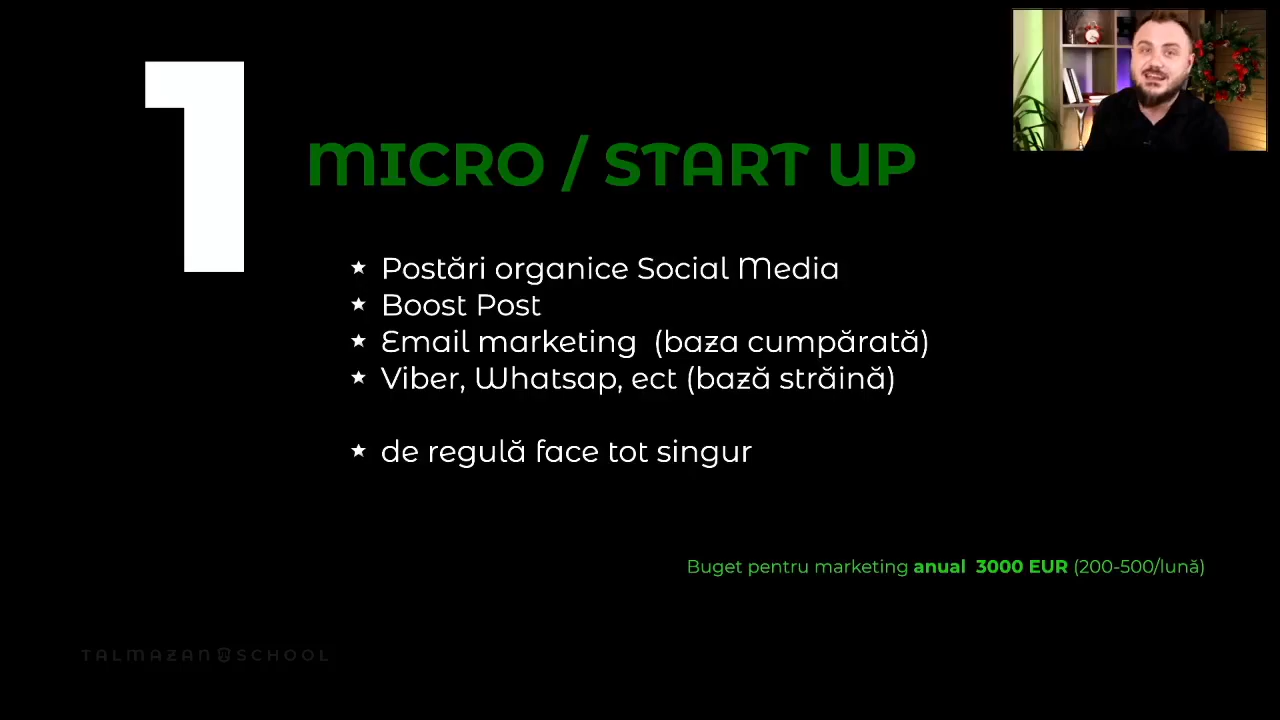 1
MICRO / START UP
★ Postări organice Social Media
★ Boost Post
★ Email marketing (baza cumpărată)
★ Viber, Whatsap, ect (bază străină)
★ de regulă face tot singur
Buget pentru marketing anual 3000 EUR (200-500/lună)
TALMAZAN SCHOOL